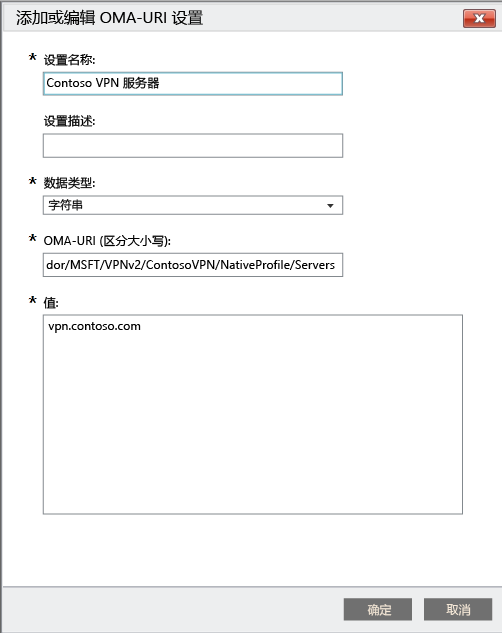 添加或编辑 OMA-URI 设置
* 设置名称:
Contoso VPN 服务器
设置描述:
* 数据类型:
字符串
* OMA-URI (区分大小写):
dor/MSFT/VPNv2/ContosoVPN/NativeProfile/Servers
* 值:
vpn.contoso.com
确定 取消